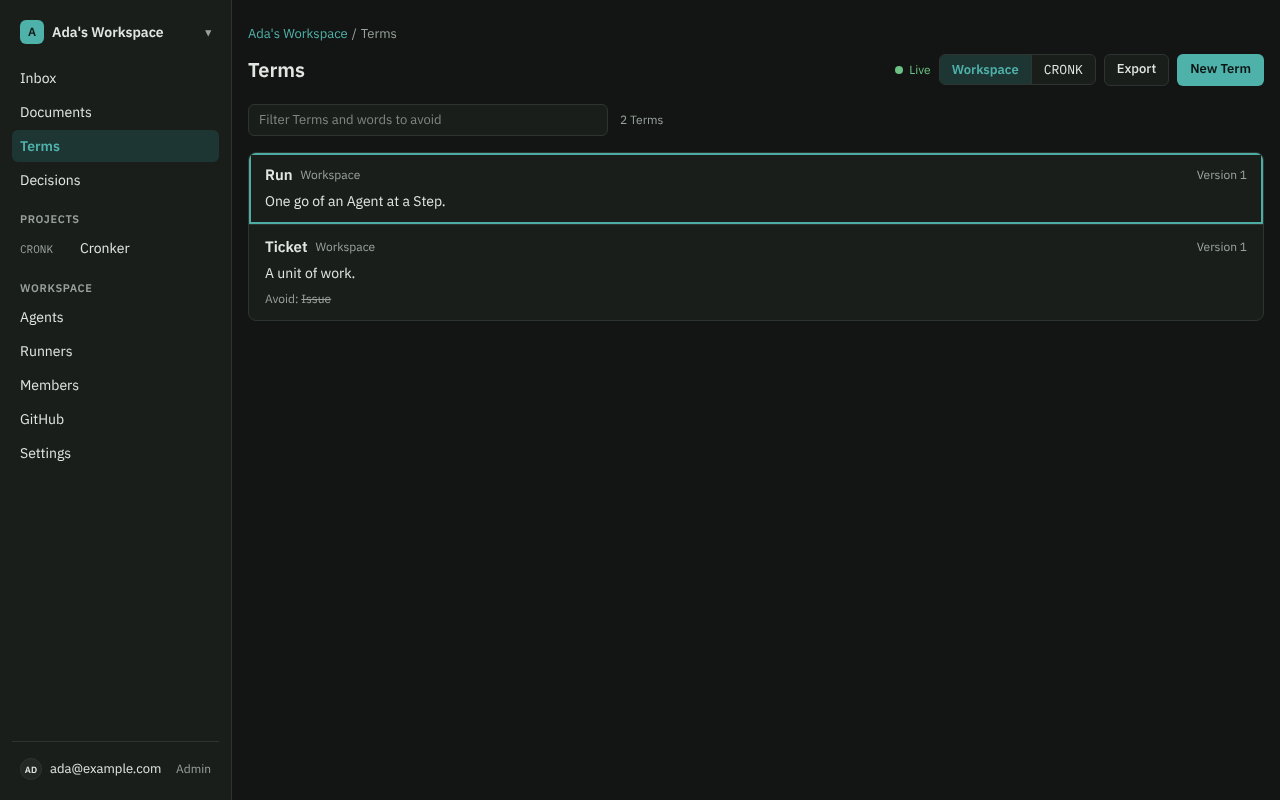 A Ada's Workspace ▾
Inbox
Documents
Terms
Decisions
PROJECTS
CRONK Cronker
WORKSPACE
Agents
Runners
Members
GitHub
Settings
AD ada@example.com Admin
Ada's Workspace / Terms
Terms
Live Workspace CRONK Export New Term
Filter Terms and words to avoid 2 Terms
Run Workspace Version 1
One go of an Agent at a Step.
Ticket Workspace Version 1
A unit of work.
Avoid: Issue